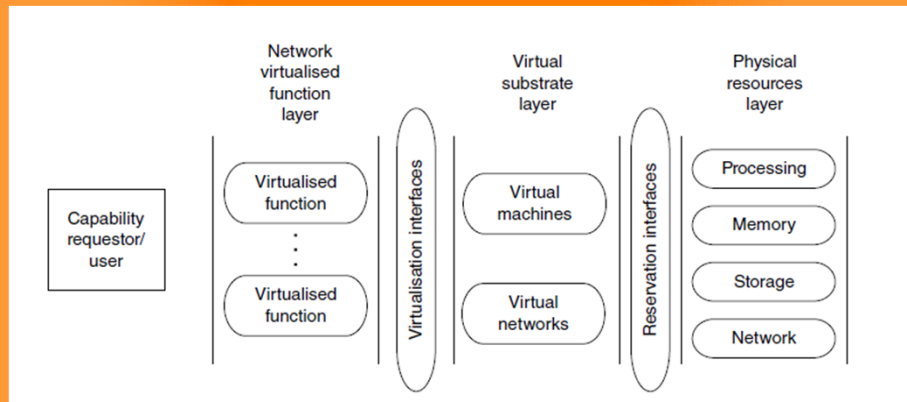 Network
virtualised
function
layer
Virtual
substrate
layer
Physical
resources
layer
Capability
requestor/
user
Virtualised
function
Virtualised
function
Virtualisation interfaces
Virtual
machines
Virtual
networks
Reservation interfaces
Processing
Memory
Storage
Network